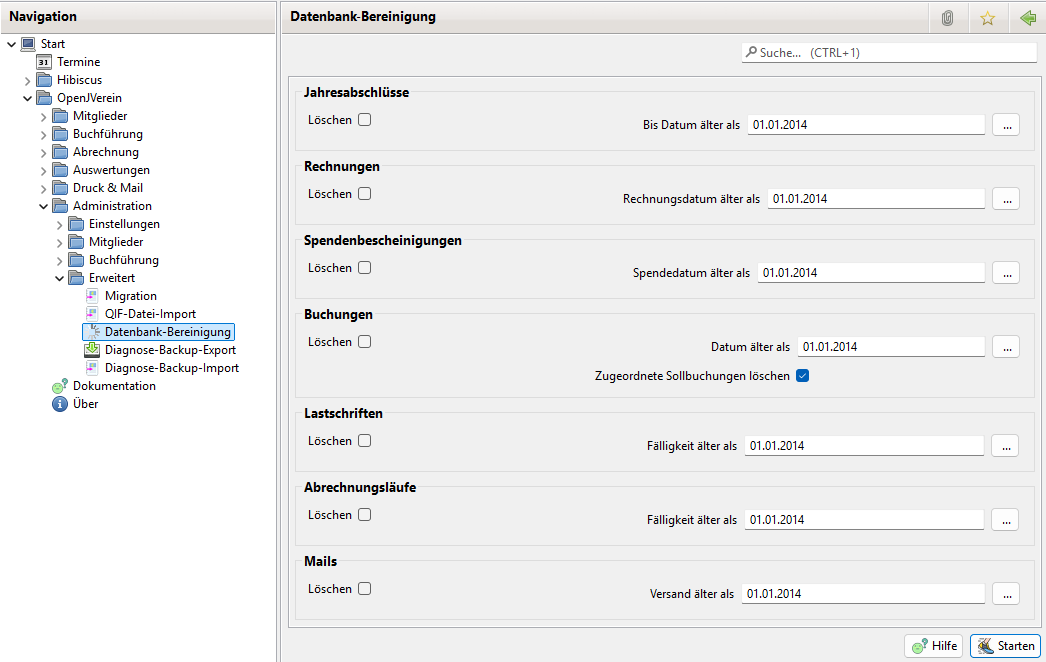 Navigation
Start
31 Termine
Hibiscus
OpenJVerein
Mitglieder
Buchführung
Abrechnung
Auswertungen
Druck & Mail
Administration
Einstellungen
Mitglieder
Buchführung
Erweitert
Migration
QIF-Datei-Import
Datenbank-Bereinigung
Diagnose-Backup-Export
Diagnose-Backup-Import
Dokumentation
Über
Datenbank-Bereinigung
Suche... (CTRL+1)
Jahresabschlüsse
Löschen Bis Datum älter als 01.01.2014 ...
Rechnungen
Löschen Rechnungsdatum älter als 01.01.2014 ...
Spendenbescheinigungen
Löschen Spendedatum älter als 01.01.2014 ...
Buchungen
Löschen Datum älter als 01.01.2014 ...
Zugeordnete Sollbuchungen löschen
Lastschriften
Löschen Fälligkeit älter als 01.01.2014 ...
Abrechnungsläufe
Löschen Fälligkeit älter als 01.01.2014 ...
Mails
Löschen Versand älter als 01.01.2014 ...
Hilfe Starten